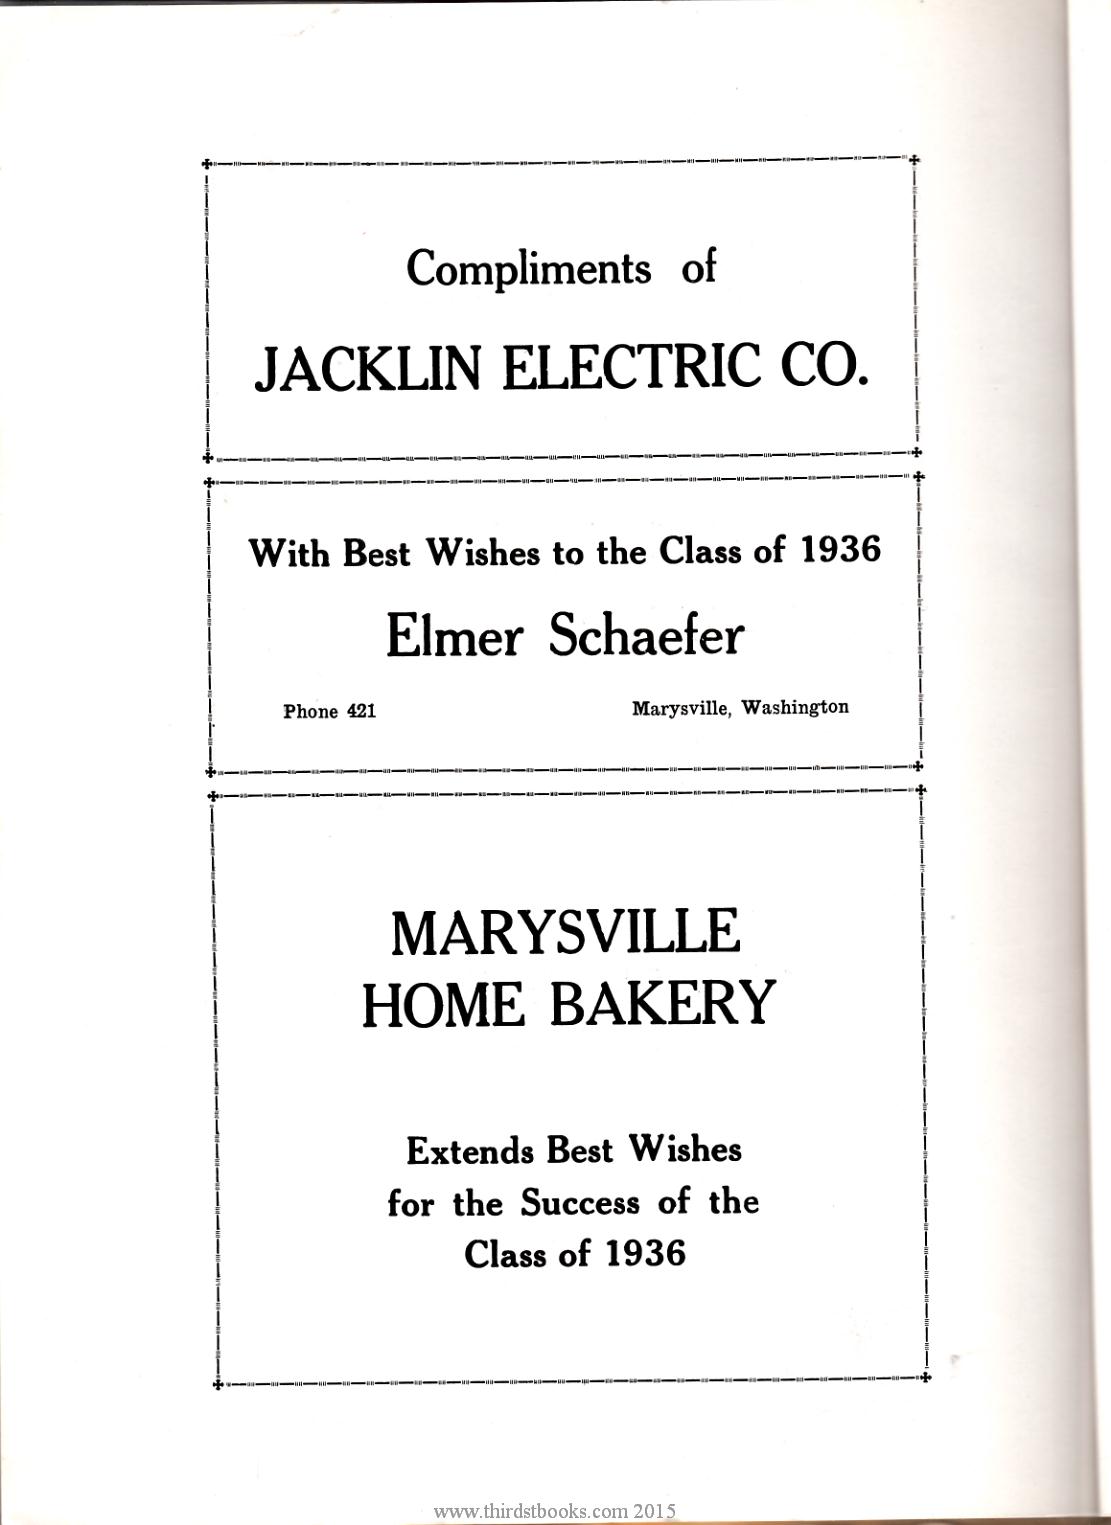 Compliments of
JACKLIN ELECTRIC CO.
With Best Wishes to the Class of 1936
Elmer Schaefer
Phone 421 Marysville, Washington
MARYSVILLE
HOME BAKERY
Extends Best Wishes
for the Success of the
Class of 1936
www.thirdstbooks.com 2015